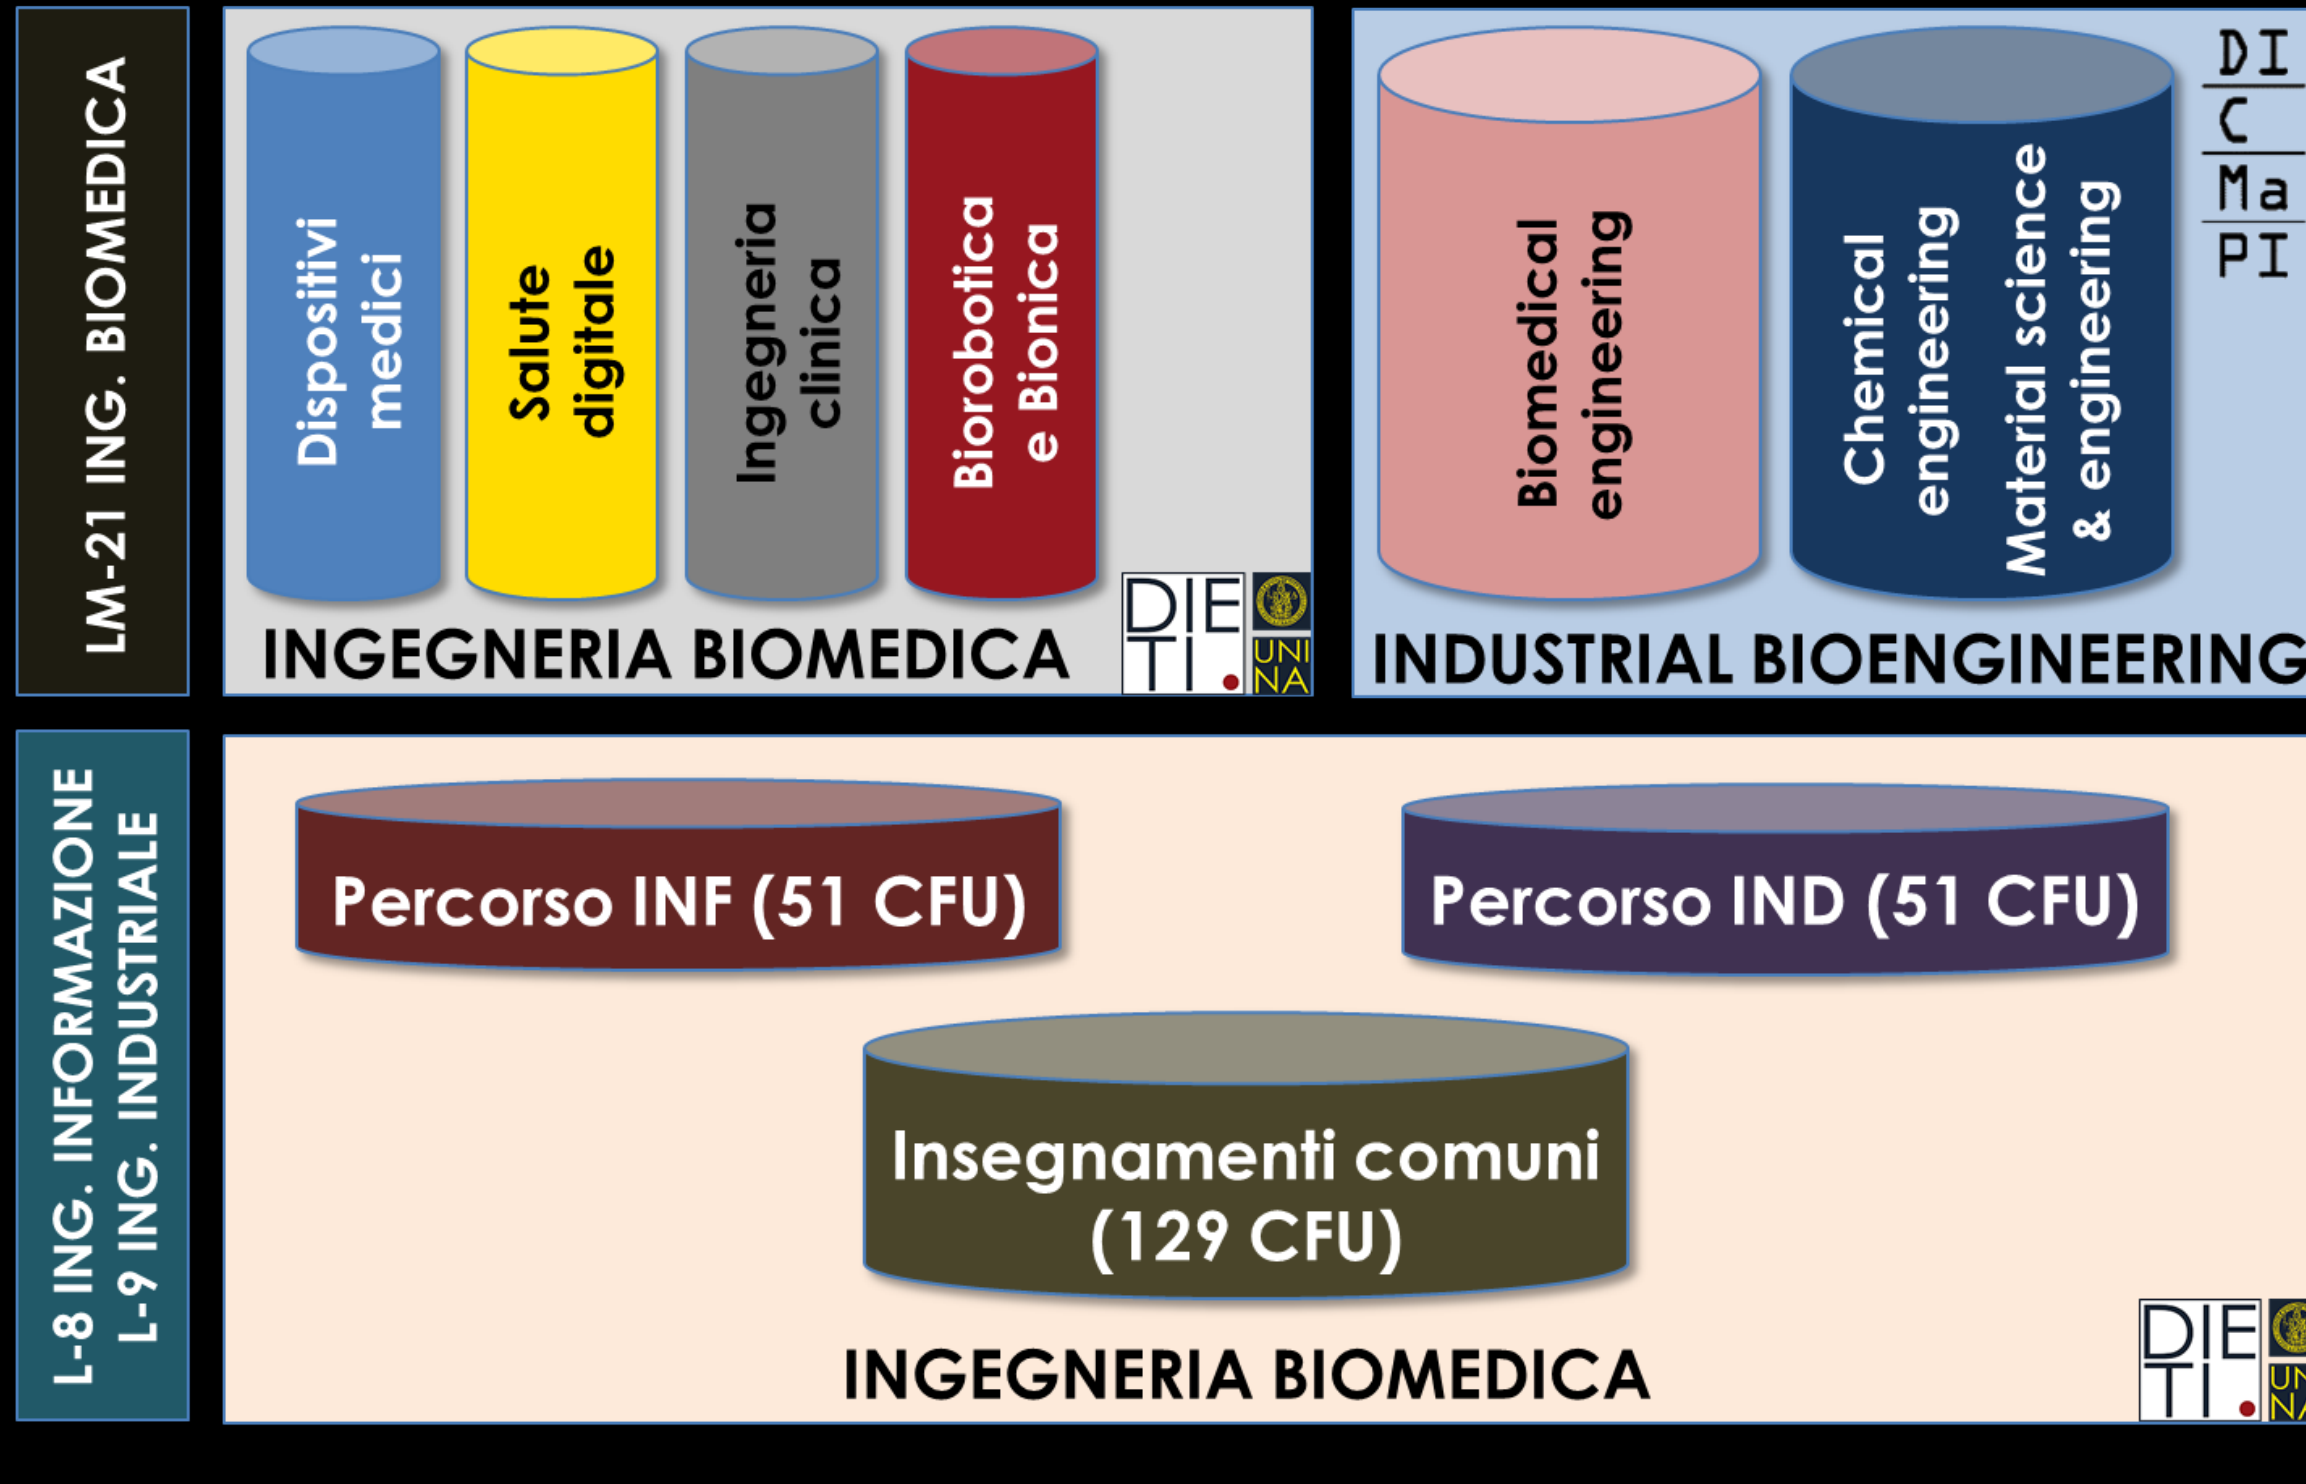 LM-21 ING. BIOMEDICA
Dispositivi
medici
Salute
digitale
Ingegneria
clinica
Biorobotica
e Bionica
INGEGNERIA BIOMEDICA
DIE
TI.
UNI
NA
Biomedical
engineering
Chemical
engineering
Material science
& engineering
DI
C
Ma
PI
INDUSTRIAL BIOENGINEERING
L-8 ING. INFORMAZIONE
L-9 ING. INDUSTRIALE
Percorso INF (51 CFU)
Percorso IND (51 CFU)
Insegnamenti comuni
(129 CFU)
INGEGNERIA BIOMEDICA
DIE
TI.